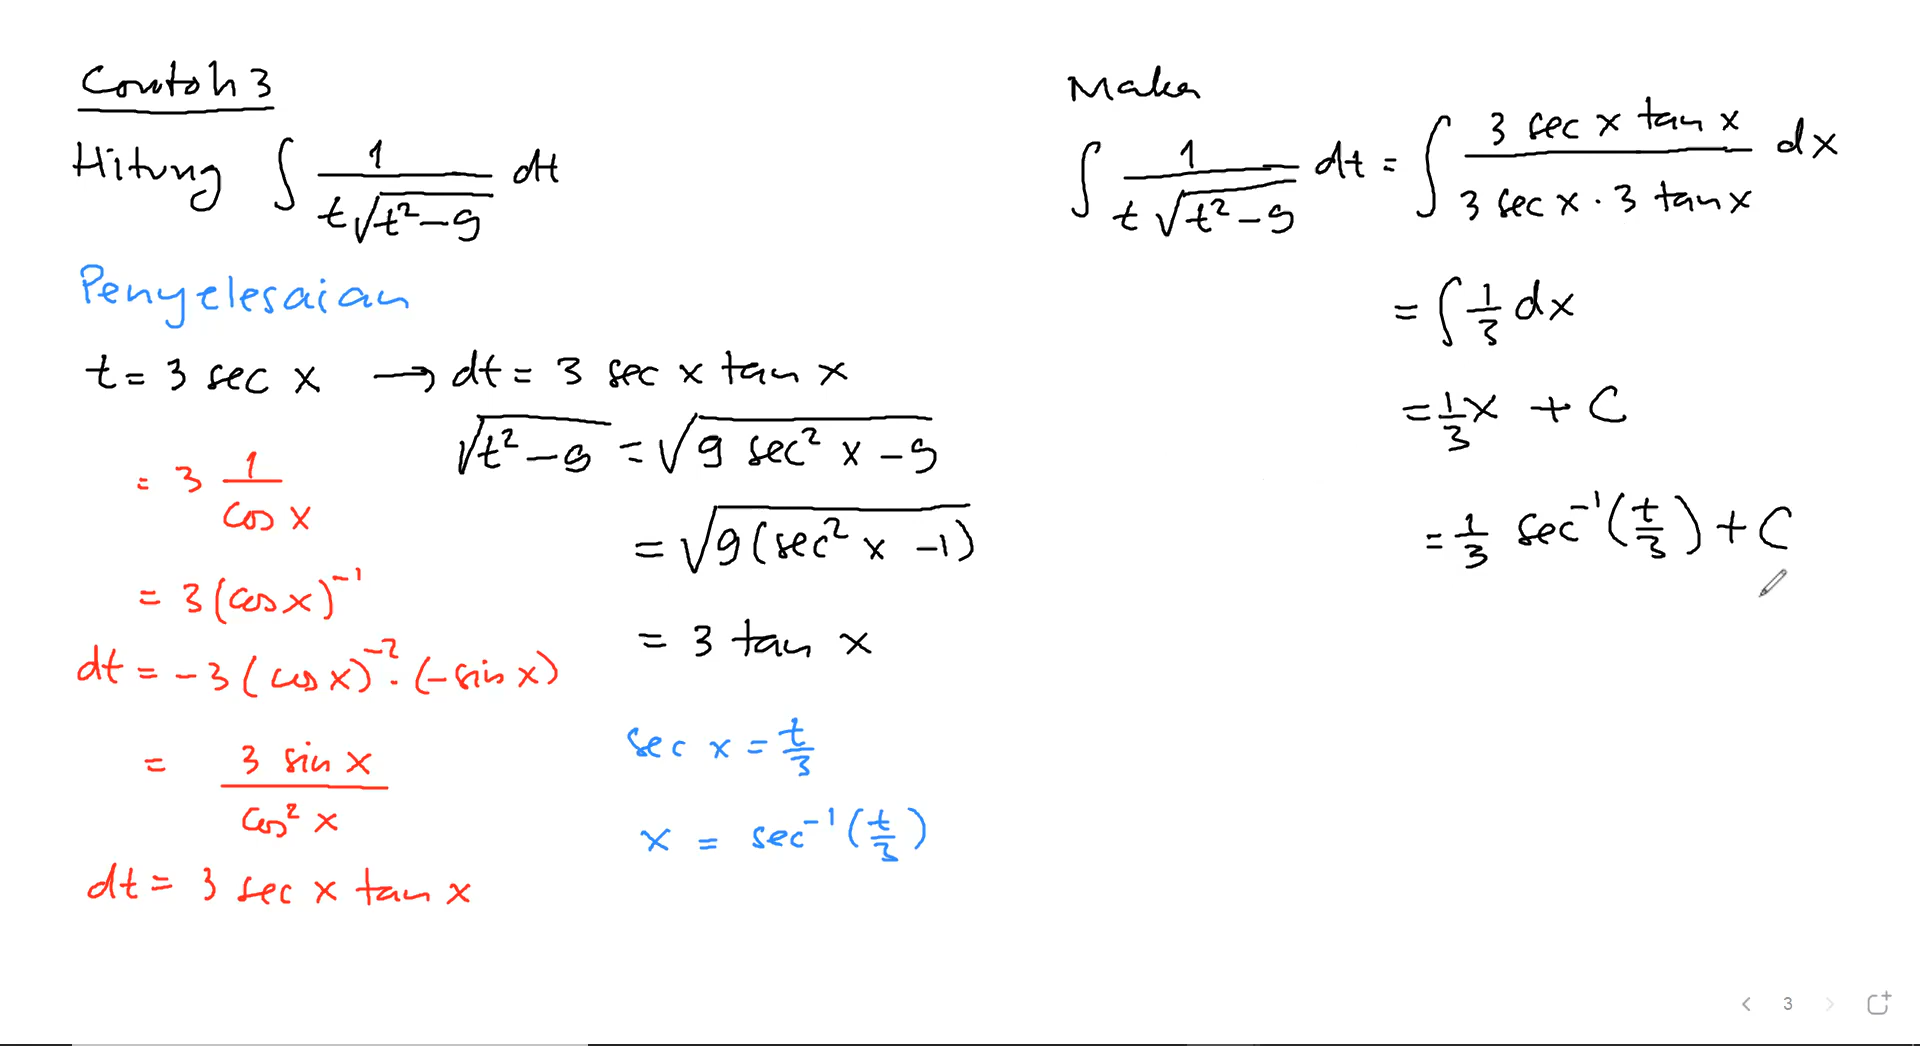 Contoh 3
Hitung ∫ 1/(t√(t²-9)) dt
Penyelesaian
t = 3 sec x → dt = 3 sec x tan x
√(t²-9) = √(9 sec² x - 9)
= √(9(sec² x - 1))
= 3 tan x
= 3 1/(cos x)
= 3(cos x)⁻¹
dt = -3(cos x)⁻² · (-sin x)
= (3 sin x)/(cos² x)
dt = 3 sec x tan x
sec x = t/3
x = sec⁻¹(t/3)
Maka
∫ 1/(t√(t²-9)) dt = ∫ (3 sec x tan x)/(3 sec x · 3 tan x) dx
= ∫ 1/3 dx
= 1/3 x + C
= 1/3 sec⁻¹(t/3) + C
3